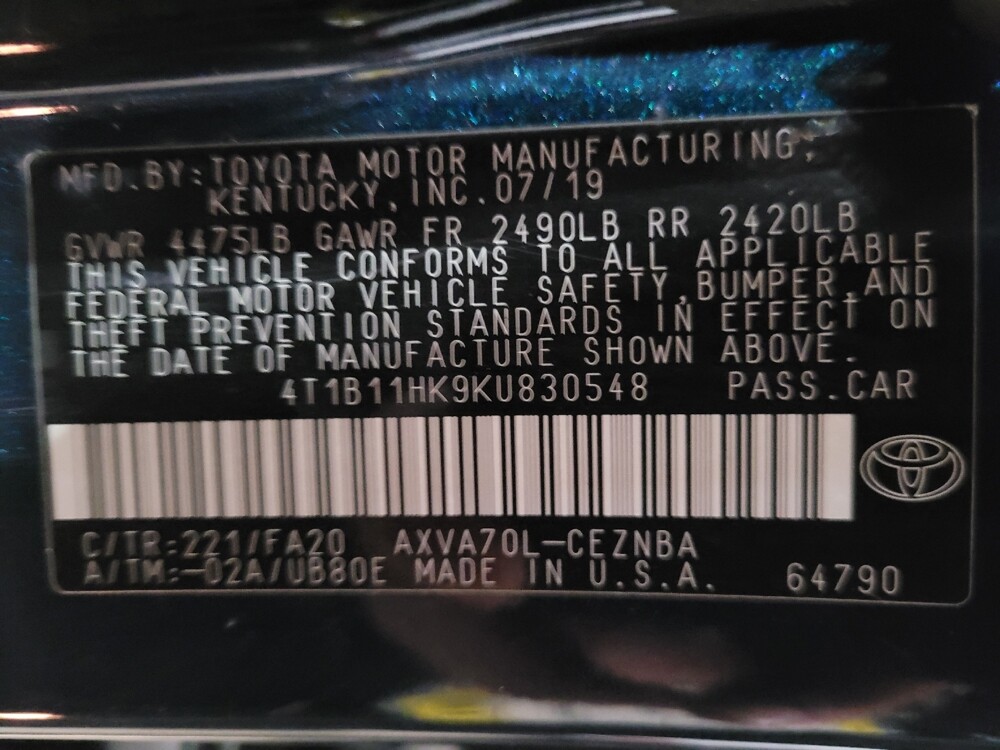 MFD.BY:TOYOTA MOTOR MANUFACTURING,
KENTUCKY,INC.07/19
GVWR 4475LB GAWR FR 2490LB RR 2420LB
THIS VEHICLE CONFORMS TO ALL APPLICABLE
FEDERAL MOTOR VEHICLE SAFETY,BUMPER,AND
THEFT PREVENTION STANDARDS IN EFFECT ON
THE DATE OF MANUFACTURE SHOWN ABOVE.
4T1B11HK9KU830548 PASS.CAR
C/TR:221/FA20 AXVA70L-CEZNBA
A/TM:-02A/UB80E MADE IN U.S.A. 64790